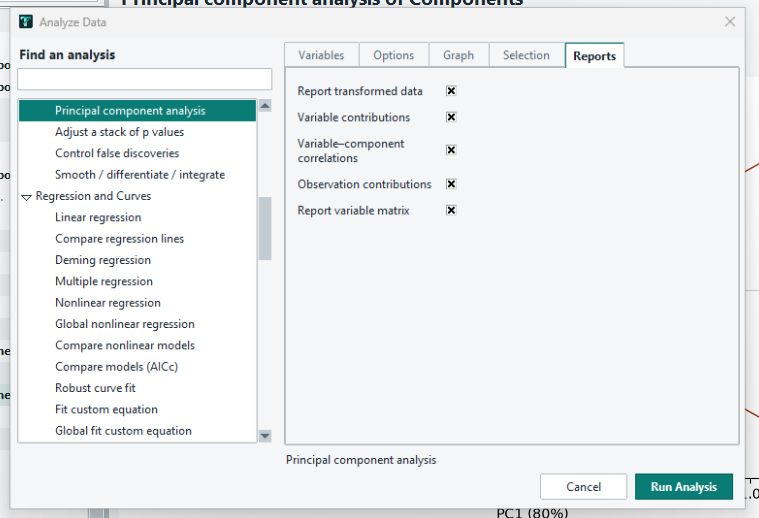 Principal component analysis of Components
Analyze Data
Find an analysis
Variables
Options
Graph
Selection
Reports
Principal component analysis
Adjust a stack of p values
Control false discoveries
Smooth / differentiate / integrate
Regression and Curves
Linear regression
Compare regression lines
Deming regression
Multiple regression
Nonlinear regression
Global nonlinear regression
Compare nonlinear models
Compare models (AICc)
Robust curve fit
Fit custom equation
Global fit custom equation
Report transformed data
Variable contributions
Variable–component
correlations
Observation contributions
Report variable matrix
Principal component analysis
Cancel
Run Analysis
PC1 (80%)